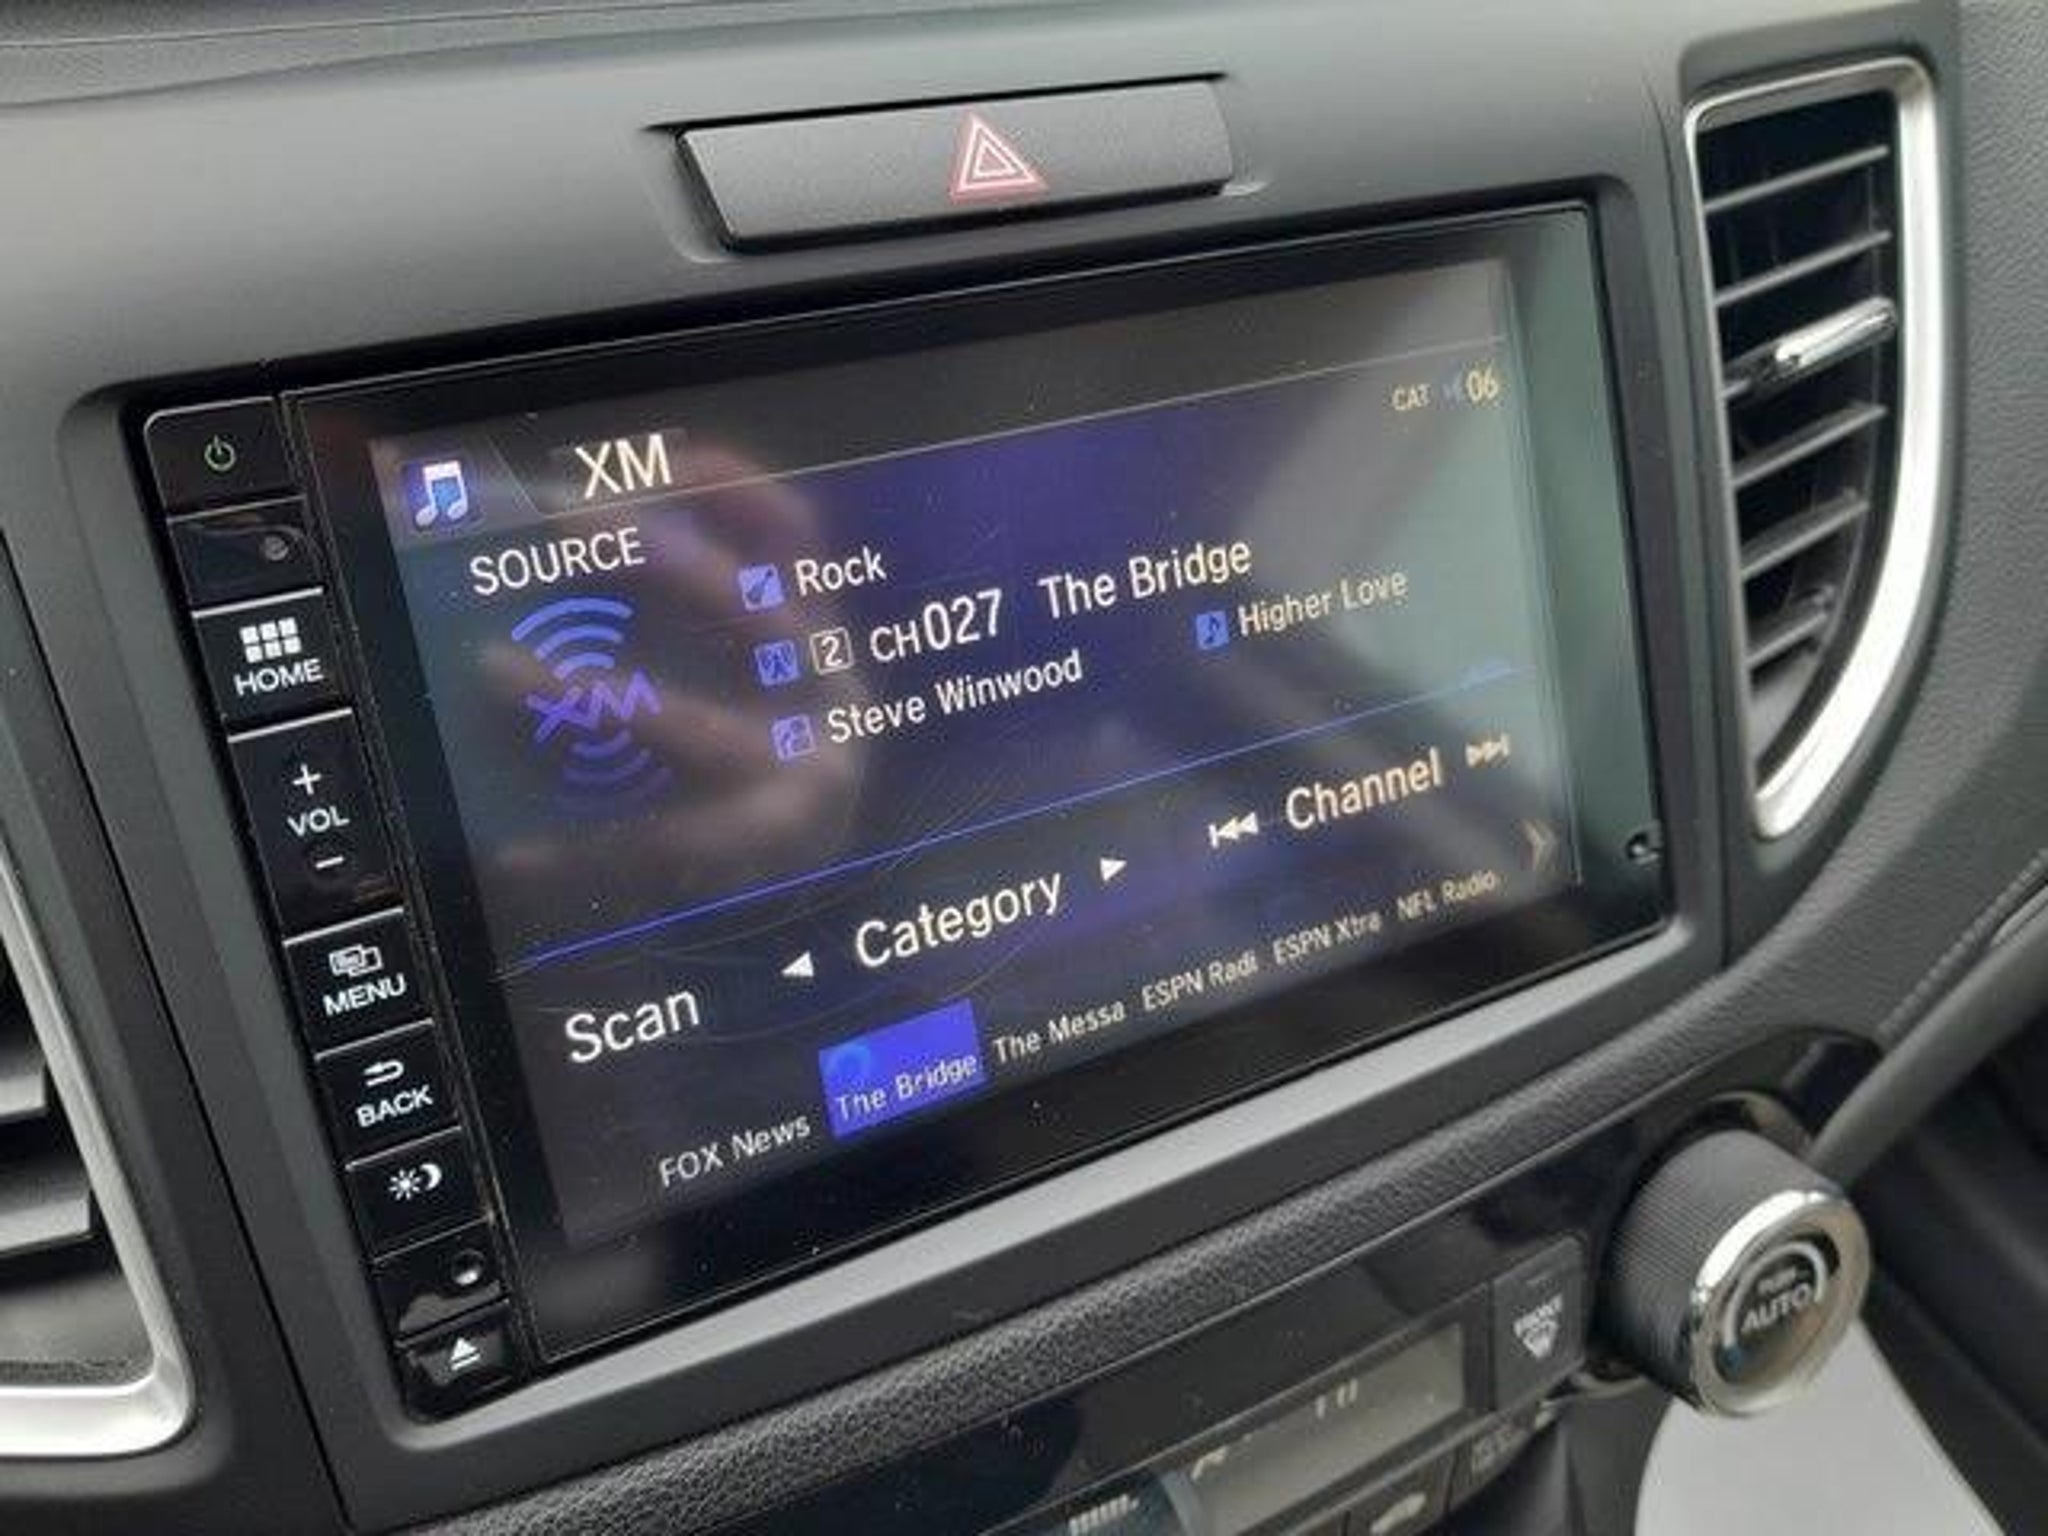 XM
CAT 06
SOURCE
Rock
2 CH027 The Bridge
XM
Steve Winwood
Higher Love
Scan
Category
Channel
FOX News
The Bridge
The Messa
ESPN Radi
ESPN Xtra
NFL Radio
HOME
+
VOL
-
MENU
BACK
AUTO